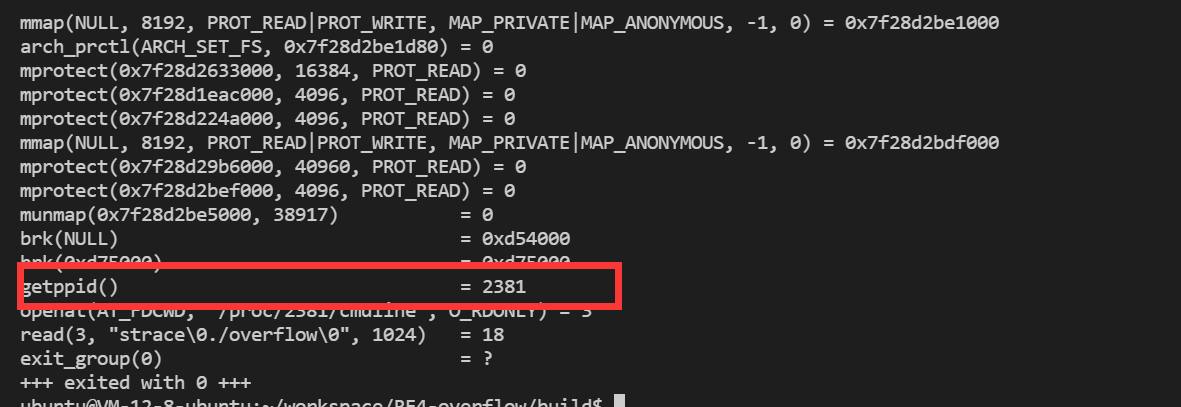 mmap(NULL, 8192, PROT_READ|PROT_WRITE, MAP_PRIVATE|MAP_ANONYMOUS, -1, 0) = 0x7f28d2be1000
arch_prctl(ARCH_SET_FS, 0x7f28d2be1d80) = 0
mprotect(0x7f28d2633000, 16384, PROT_READ) = 0
mprotect(0x7f28d1eac000, 4096, PROT_READ) = 0
mprotect(0x7f28d224a000, 4096, PROT_READ) = 0
mmap(NULL, 8192, PROT_READ|PROT_WRITE, MAP_PRIVATE|MAP_ANONYMOUS, -1, 0) = 0x7f28d2bdf000
mprotect(0x7f28d29b6000, 40960, PROT_READ) = 0
mprotect(0x7f28d2bef000, 4096, PROT_READ) = 0
munmap(0x7f28d2be5000, 38917) = 0
brk(NULL) = 0xd54000
brk(0xd75000) = 0xd75000
getppid() = 2381
openat(AT_FDCWD, "/proc/2381/cmdline", O_RDONLY) = 3
read(3, "strace\0./overflow\0", 1024) = 18
exit_group(0) = ?
+++ exited with 0 +++
ubuntu@VM-12-8-ubuntu:~/workspace/RE4-overflow/build$